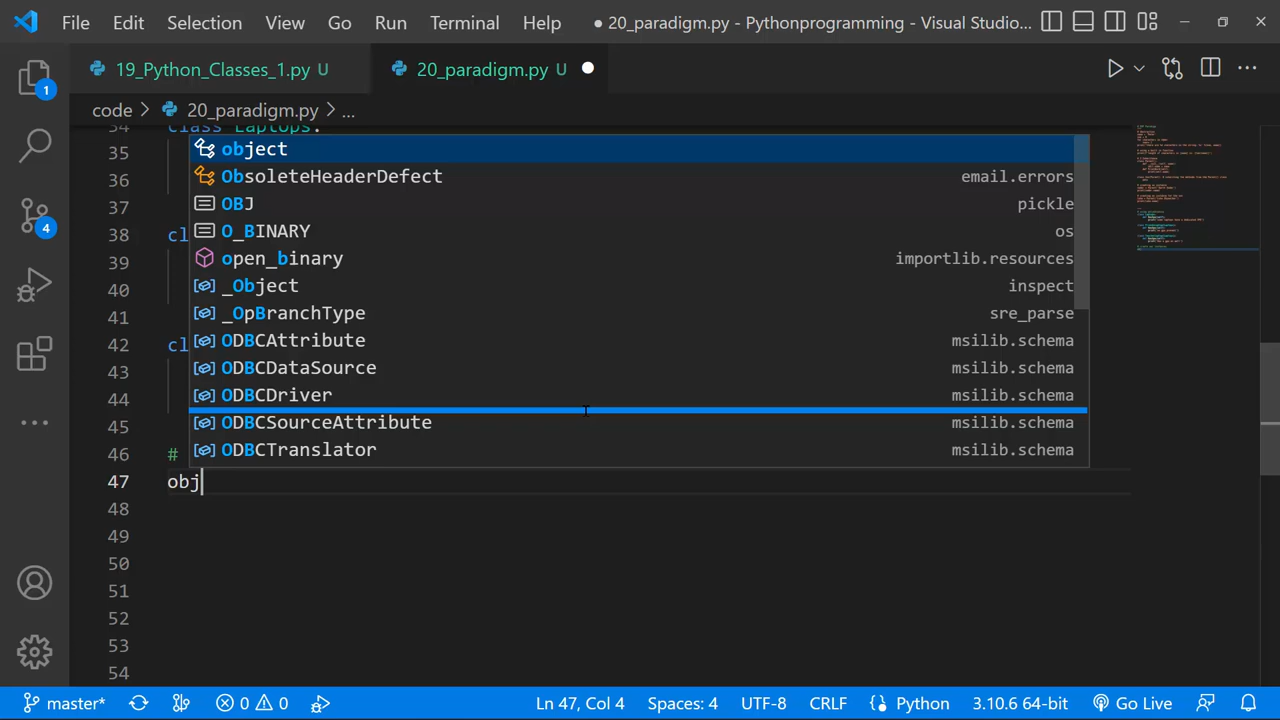 File Edit Selection View Go Run Terminal Help ● 20_paradigm.py - Pythonprogramming - Visual Studio...
19_Python_Classes_1.py U 20_paradigm.py U
code > 20_paradigm.py > ...
34 class Laptops:
35 object
36 ObsoleteHeaderDefect email.errors
37 OBJ pickle
38 cl O_BINARY os
39 open_binary importlib.resources
40 _Object inspect
41 _OpBranchType sre_parse
42 cl ODBCAttribute msilib.schema
43 ODBCDataSource msilib.schema
44 ODBCDriver msilib.schema
45 ODBCSourceAttribute msilib.schema
46 # ODBCTranslator msilib.schema
47 obj
48
49
50
51
52
53
54
1
4
master* 0 0 Ln 47, Col 4 Spaces: 4 UTF-8 CRLF Python 3.10.6 64-bit Go Live